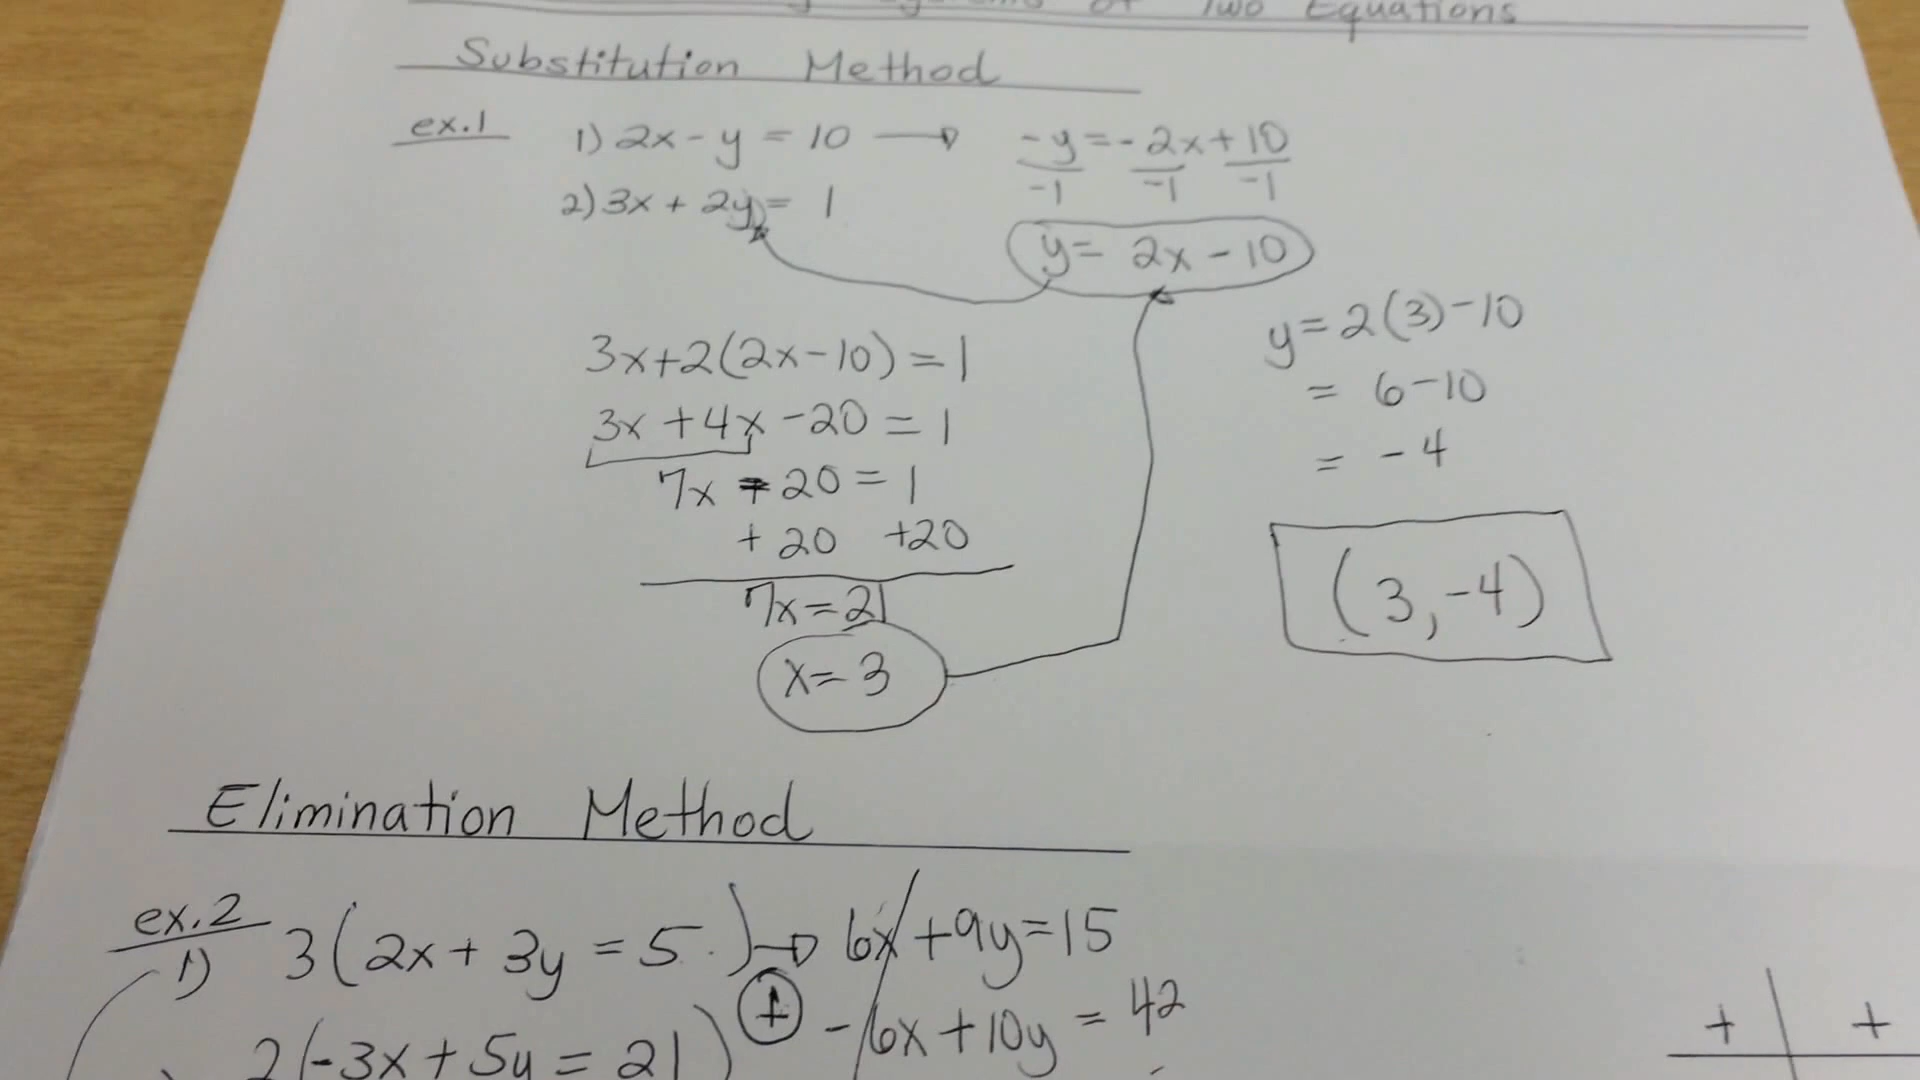 of Two Equations
Substitution Method
ex.1
1) 2x - y = 10 → -y = -2x + 10
-1 -1 -1
2) 3x + 2y = 1
y = 2x - 10
3x+2(2x-10) = 1
3x + 4x - 20 = 1
7x - 20 = 1
+ 20 +20
7x = 21
x = 3
y = 2(3) - 10
= 6 - 10
= - 4
(3, -4)
Elimination Method
ex.2
1) 3(2x + 3y = 5.) → 6x + 9y = 15
2(-3x + 5y = 21) + - 6x + 10y = 42
+ +